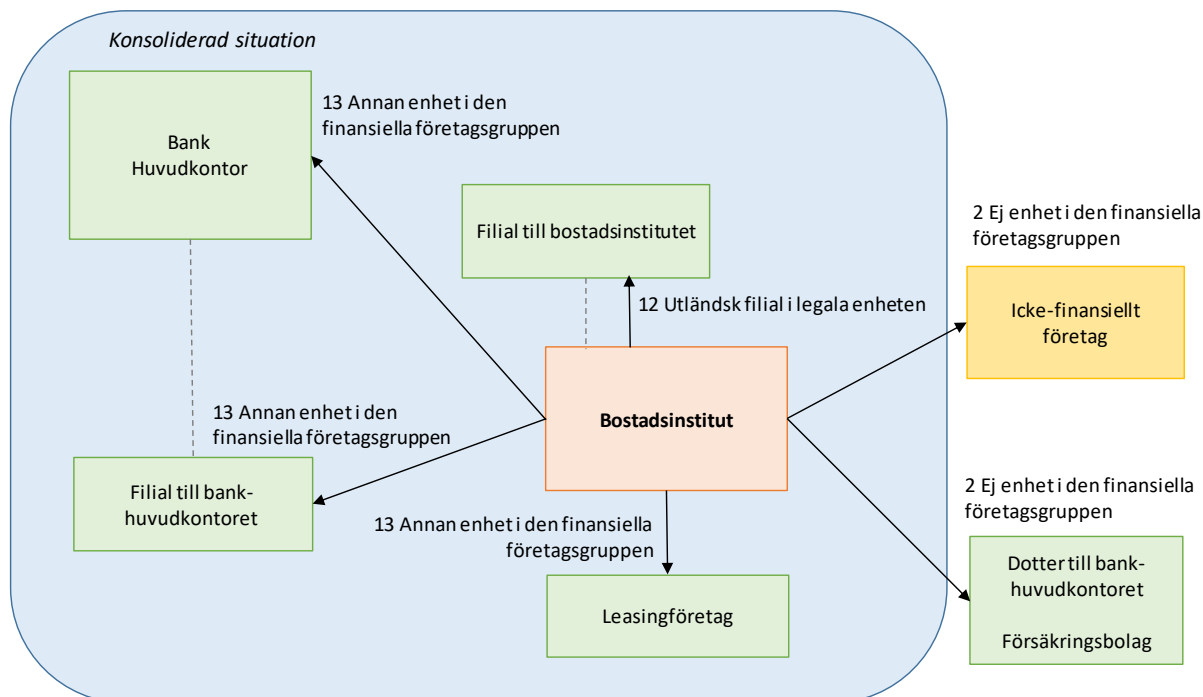 Konsoliderad situation
13 Annan enhet i den
finansiella företagsgruppen
Bank
Huvudkontor
Filial till bostadsinstitutet
2 Ej enhet i den finansiella
företagsgruppen
12 Utländsk filial i legala enheten
Icke-finansiellt
företag
13 Annan enhet i den
finansiella företagsgruppen
Bostadsinstitut
Filial till bank-
huvudkontoret
2 Ej enhet i den finansiella
företagsgruppen
13 Annan enhet i den finansiella
företagsgruppen
Leasingföretag
Dotter till bank-
huvudkontoret
Försäkringsbolag